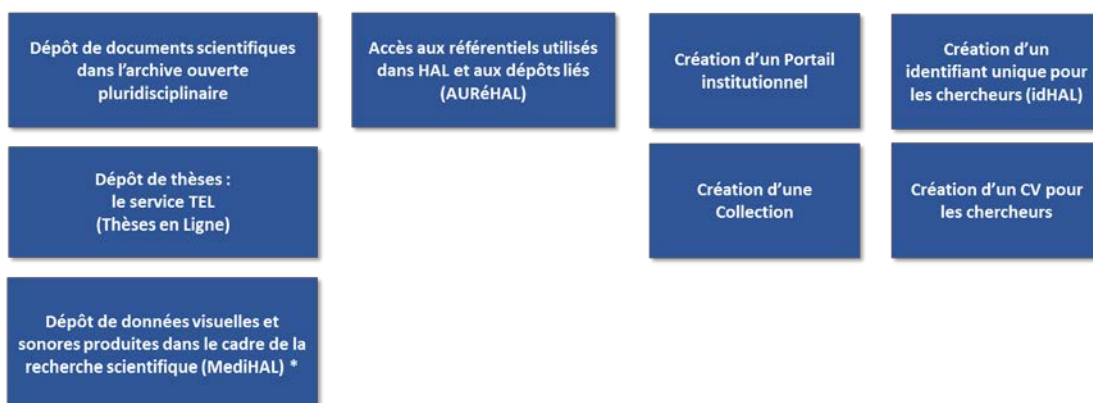 Dépôt de documents scientifiques
dans l'archive ouverte
pluridisciplinaire
Accès aux référentiels utilisés
dans HAL et aux dépôts liés
(AURéHAL)
Création d'un Portail
institutionnel
Création d'un
identifiant unique pour
les chercheurs (idHAL)
Dépôt de thèses :
le service TEL
(Thèses en Ligne)
Création d'une
Collection
Création d'un CV pour
les chercheurs
Dépôt de données visuelles et
sonores produites dans le cadre de la
recherche scientifique (MediHAL) *